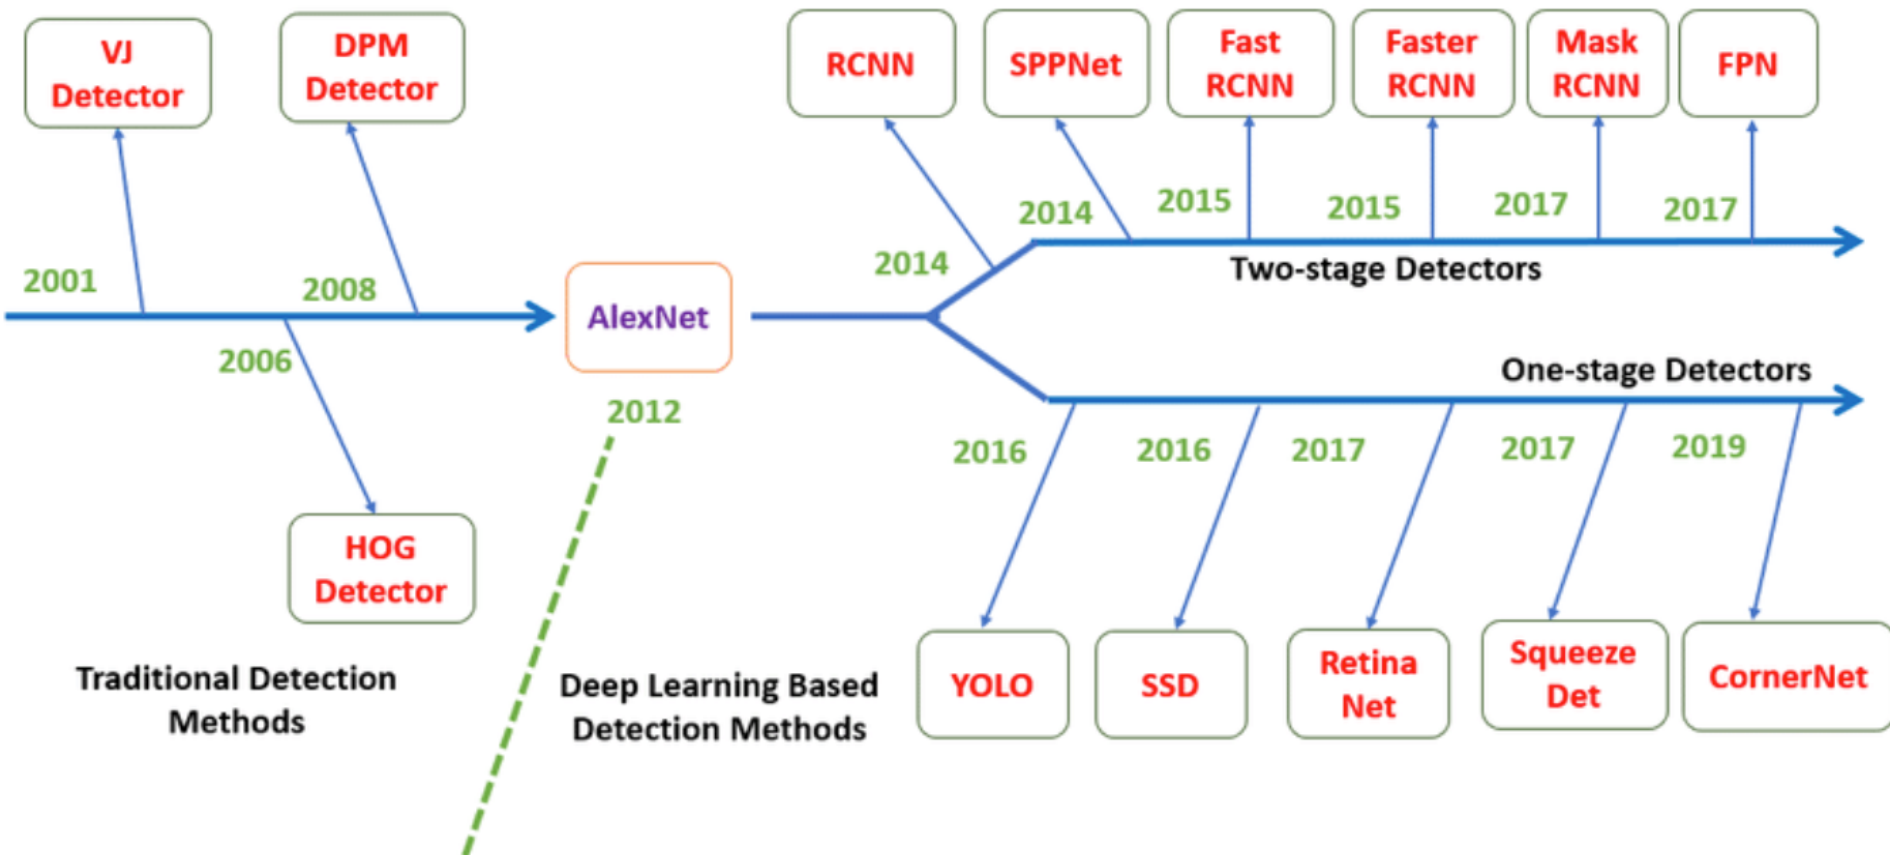 VJ
Detector
DPM
Detector
2001
2008
2006
HOG
Detector
Traditional Detection
Methods
AlexNet
2012
Deep Learning Based
Detection Methods
RCNN
SPPNet
Fast
RCNN
Faster
RCNN
Mask
RCNN
FPN
2014
2014
2015
2015
2017
2017
Two-stage Detectors
One-stage Detectors
2016
2016
2017
2017
2019
YOLO
SSD
Retina
Net
Squeeze
Det
CornerNet